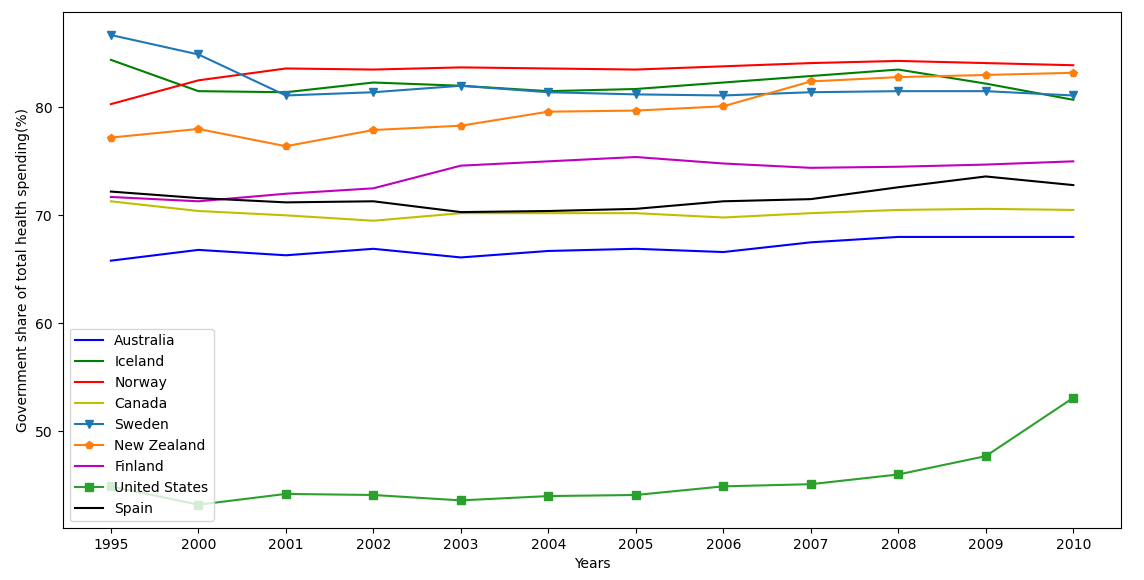 Government share of total health spending(%)
80
70
60
50
Australia
Iceland
Norway
Canada
Sweden
New Zealand
Finland
United States
Spain
1995 2000 2001 2002 2003 2004 2005 2006 2007 2008 2009 2010
Years